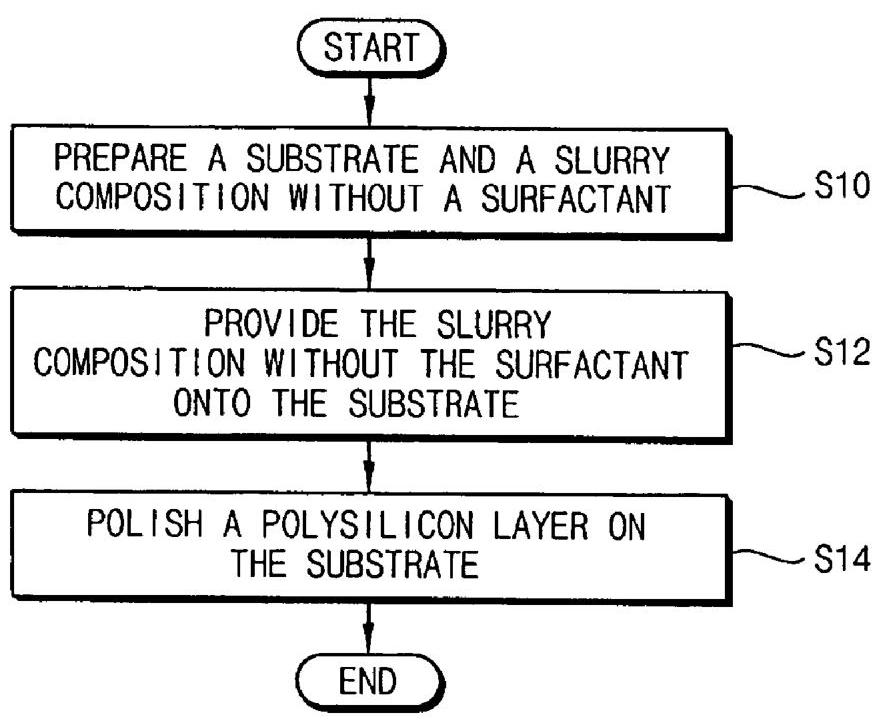 START
PREPARE A SUBSTRATE AND A SLURRY
COMPOSITION WITHOUT A SURFACTANT
S10
PROVIDE THE SLURRY
COMPOSITION WITHOUT THE SURFACTANT
ONTO THE SUBSTRATE
S12
POLISH A POLYSILICON LAYER ON
THE SUBSTRATE
S14
END